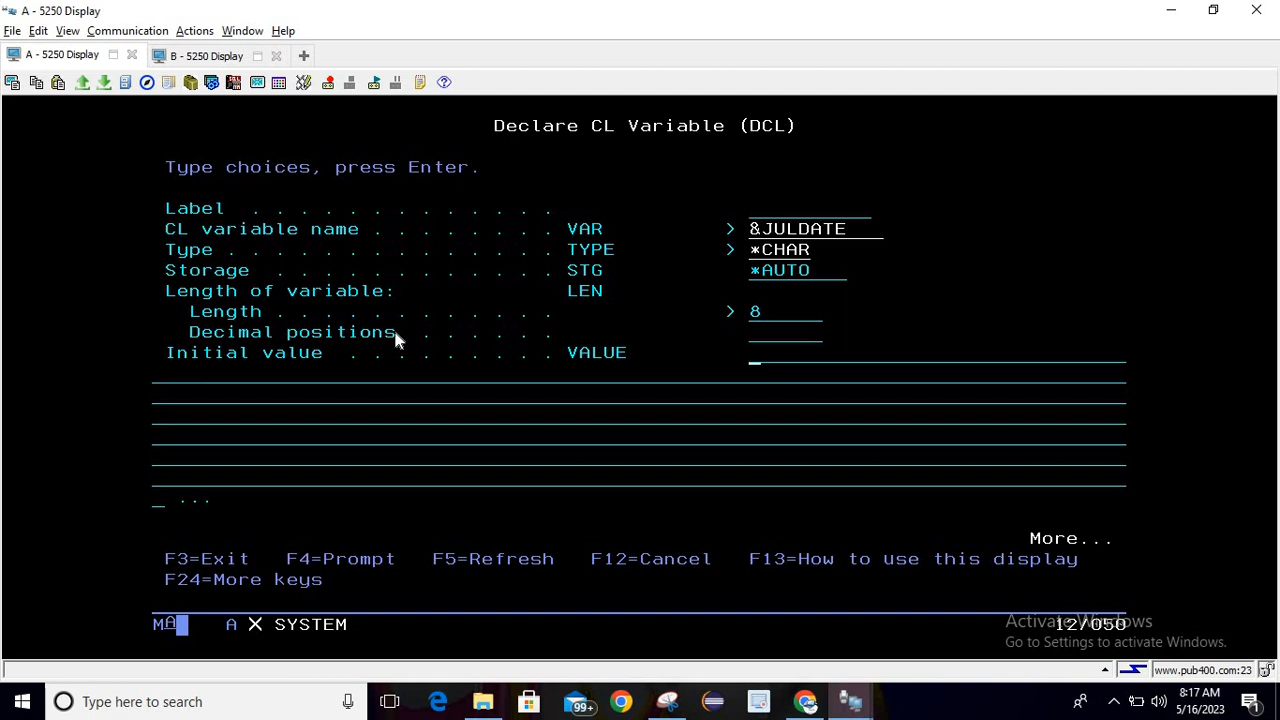 A - 5250 Display
File Edit View Communication Actions Window Help
A - 5250 Display B - 5250 Display
Declare CL Variable (DCL)
Type choices, press Enter.
Label . . . . . . . . . . . . .
CL variable name . . . . . . . . VAR > &JULDATE
Type . . . . . . . . . . . . . . TYPE > *CHAR
Storage . . . . . . . . . . . . STG *AUTO
Length of variable: LEN
Length . . . . . . . . . . . . > 8
Decimal positions . . . . . .
Initial value . . . . . . . . . VALUE
...
More...
F3=Exit F4=Prompt F5=Refresh F12=Cancel F13=How to use this display
F24=More keys
MA A X SYSTEM 12/050
Activate Windows
Go to Settings to activate Windows.
www.pub400.com:23
Type here to search 99+ 8:17 AM
5/16/2023 1